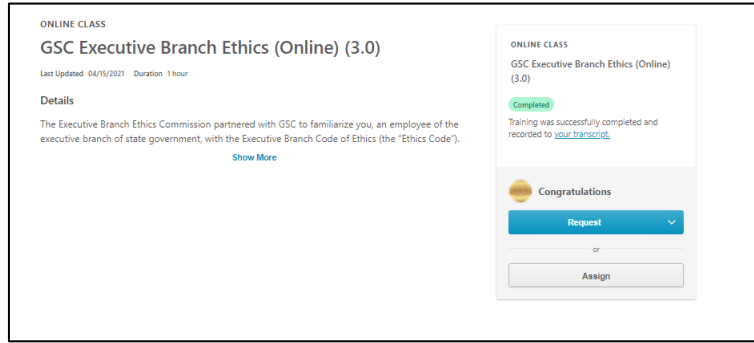 ONLINE CLASS
GSC Executive Branch Ethics (Online) (3.0)
Last Updated 04/15/2021 Duration 1 hour
Details
The Executive Branch Ethics Commission partnered with GSC to familiarize you, an employee of the
executive branch of state government, with the Executive Branch Code of Ethics (the "Ethics Code").
Show More
ONLINE CLASS
GSC Executive Branch Ethics (Online)
(3.0)
Completed
Training was successfully completed and
recorded to your transcript.
Congratulations
Request
or
Assign